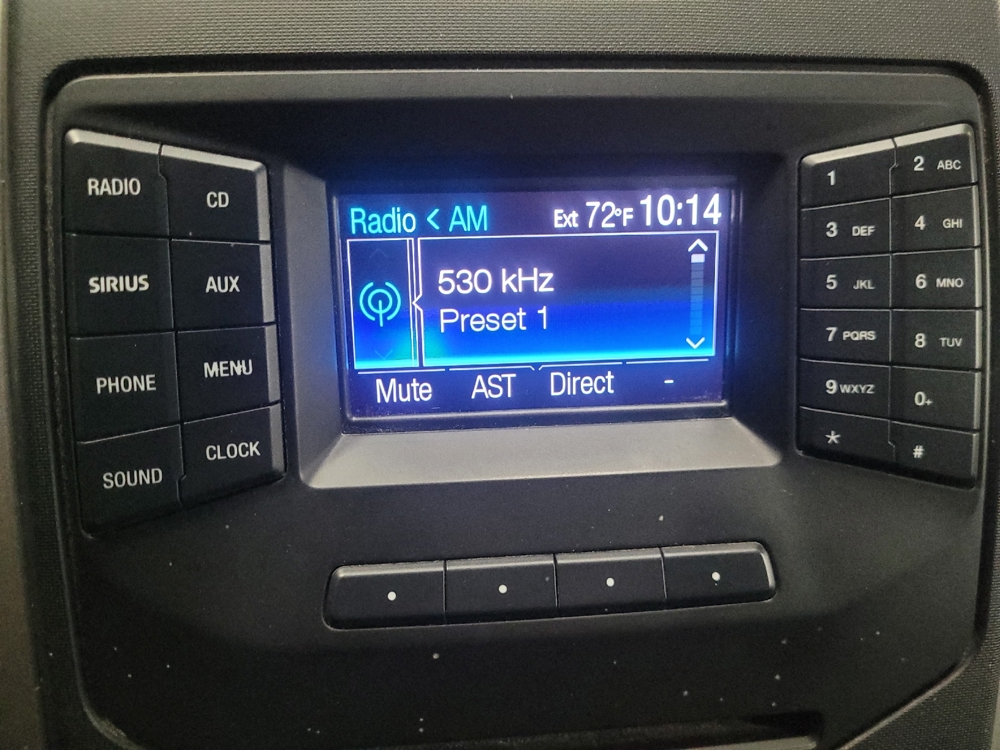 RADIO
CD
SIRIUS
AUX
PHONE
MENU
SOUND
CLOCK
Radio < AM Ext 72°F 10:14
530 kHz
Preset 1
Mute AST Direct -
1
2 ABC
3 DEF
4 GHI
5 JKL
6 MNO
7 PQRS
8 TUV
9 WXYZ
0+
*
#